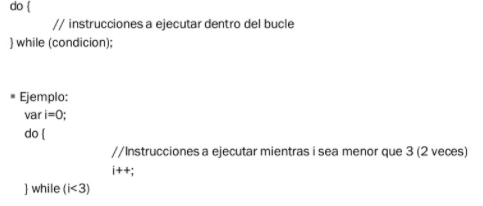 do {
// instrucciones a ejecutar dentro del bucle
} while (condicion);
* Ejemplo:
var i=0;
do {
//Instrucciones a ejecutar mientras i sea menor que 3 (2 veces)
i++;
} while (i<3)